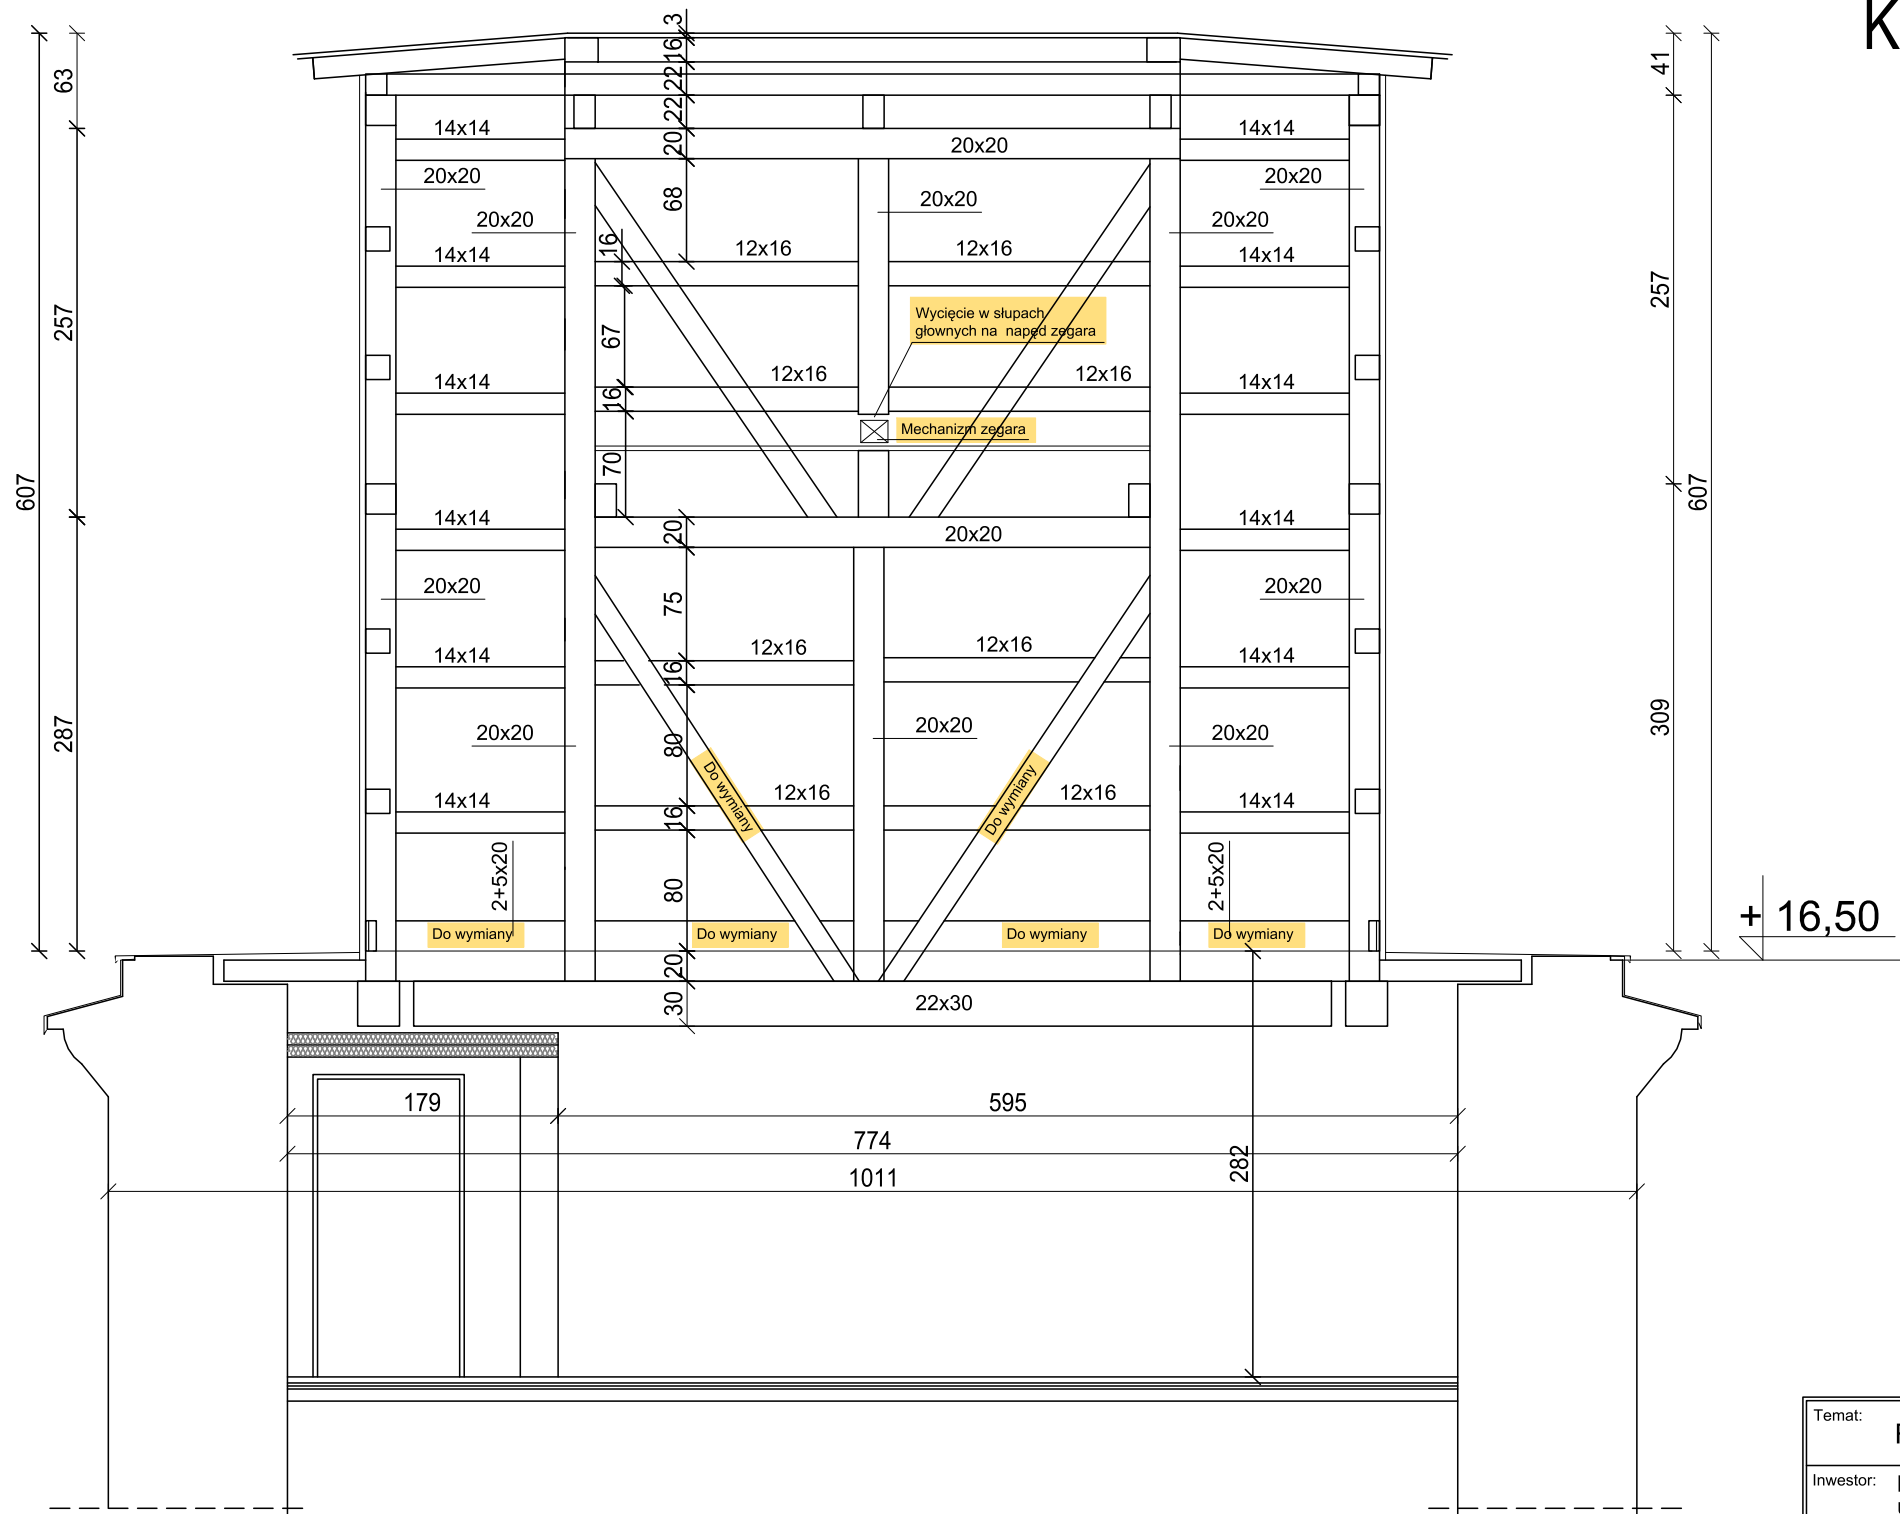 K
3
16
63
41
22
22
14x14
14x14
20
20x20
20x20
20x20
68
20x20
20x20
20x20
16
12x16
12x16
14x14
14x14
257
257
Wycięcie w słupach
głownych na napęd zegara
67
12x16
12x16
14x14
14x14
16
Mechanizm zegara
70
607
607
14x14
14x14
20
20x20
20x20
75
20x20
12x16
12x16
14x14
14x14
16
287
309
20x20
20x20
20x20
80
Do wymiany
Do wymiany
14x14
12x16
12x16
14x14
16
2+5x20
80
2+5x20
+ 16,50
Do wymiany
Do wymiany
Do wymiany
Do wymiany
20
30
22x30
179
595
774
282
1011
Temat:
Inwestor: